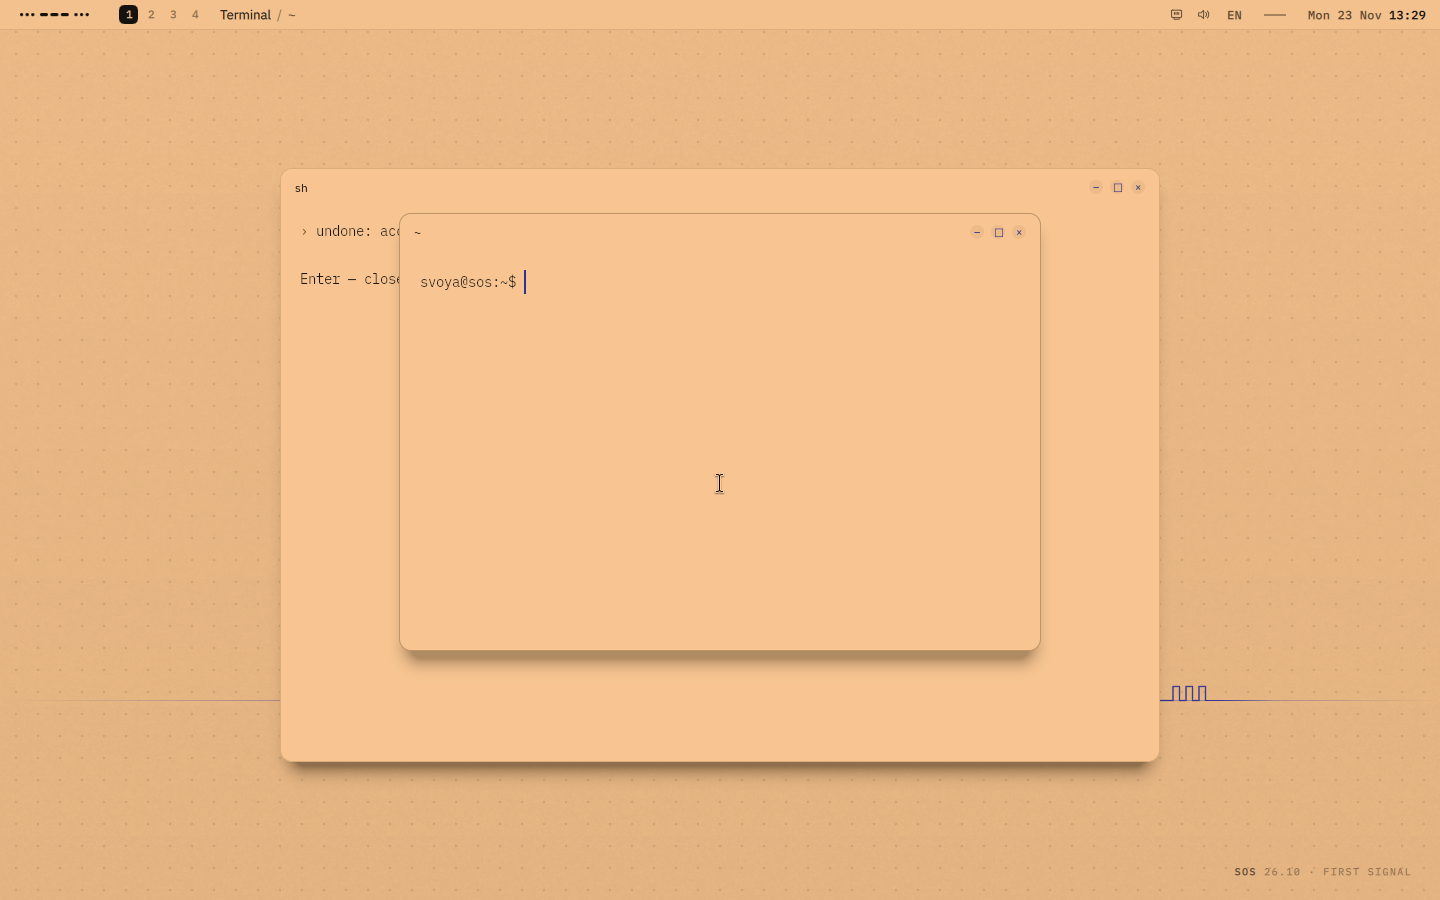 1 2 3 4 Terminal / ~ EN Mon 23 Nov 13:29
sh
› undone: acc
~
Enter — close
svoya@sos:~$
SOS 26.10 · FIRST SIGNAL